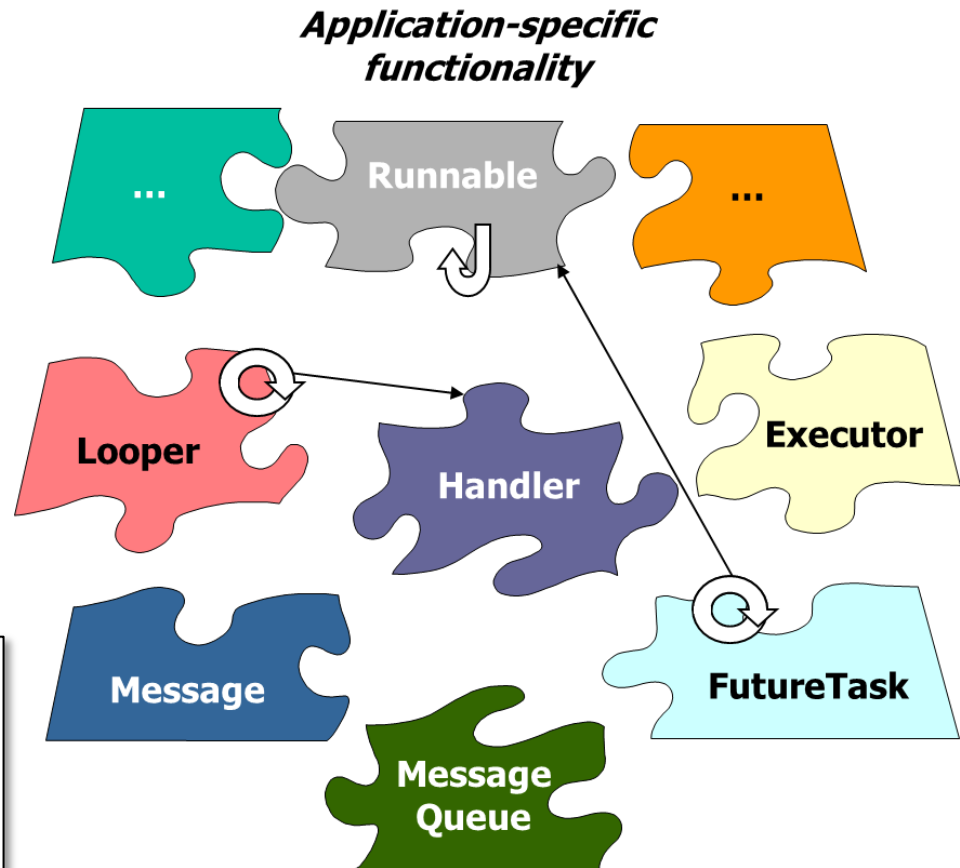 Application-specific
functionality
...
Runnable
...
Looper
Handler
Executor
Message
FutureTask
Message
Queue